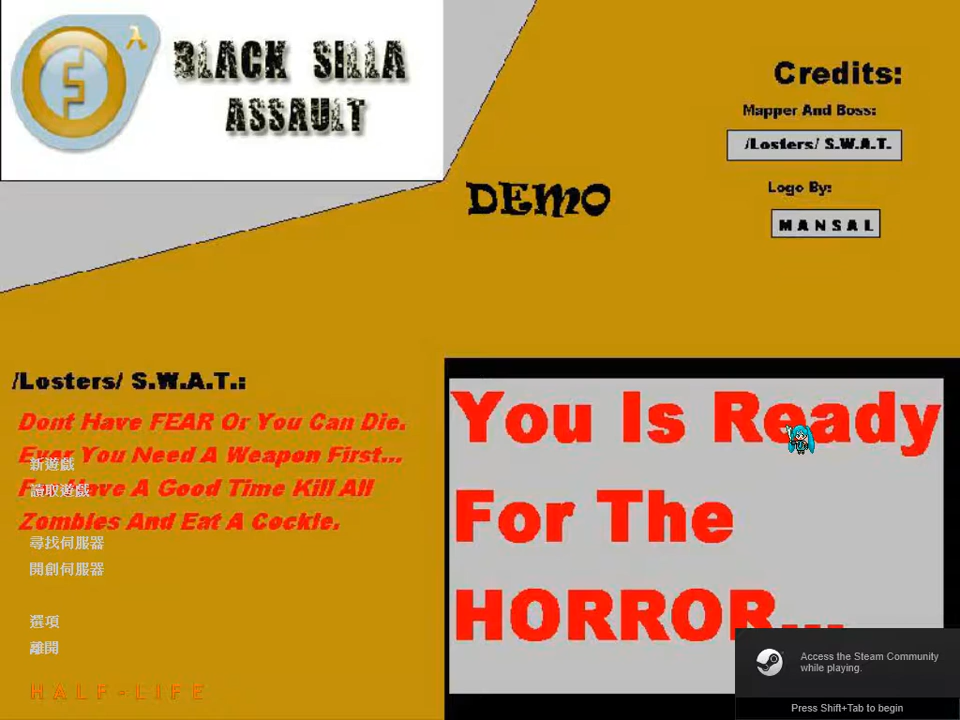 BLACK SILLA
ASSAULT
DEMO
Credits:
Mapper And Boss:
/Losters/ S.W.A.T.
Logo By:
MANSAL
/Losters/ S.W.A.T.:
Dont Have FEAR Or You Can Die.
You Need A Weapon First...
Have A Good Time Kill All
Zombies And Eat A Cockie.
新遊戲
讀取遊戲
尋找伺服器
開創伺服器
選項
離開
HALF-LIFE
You Is Ready
For The
HORROR...
Access the Steam Community
while playing.
Press Shift+Tab to begin